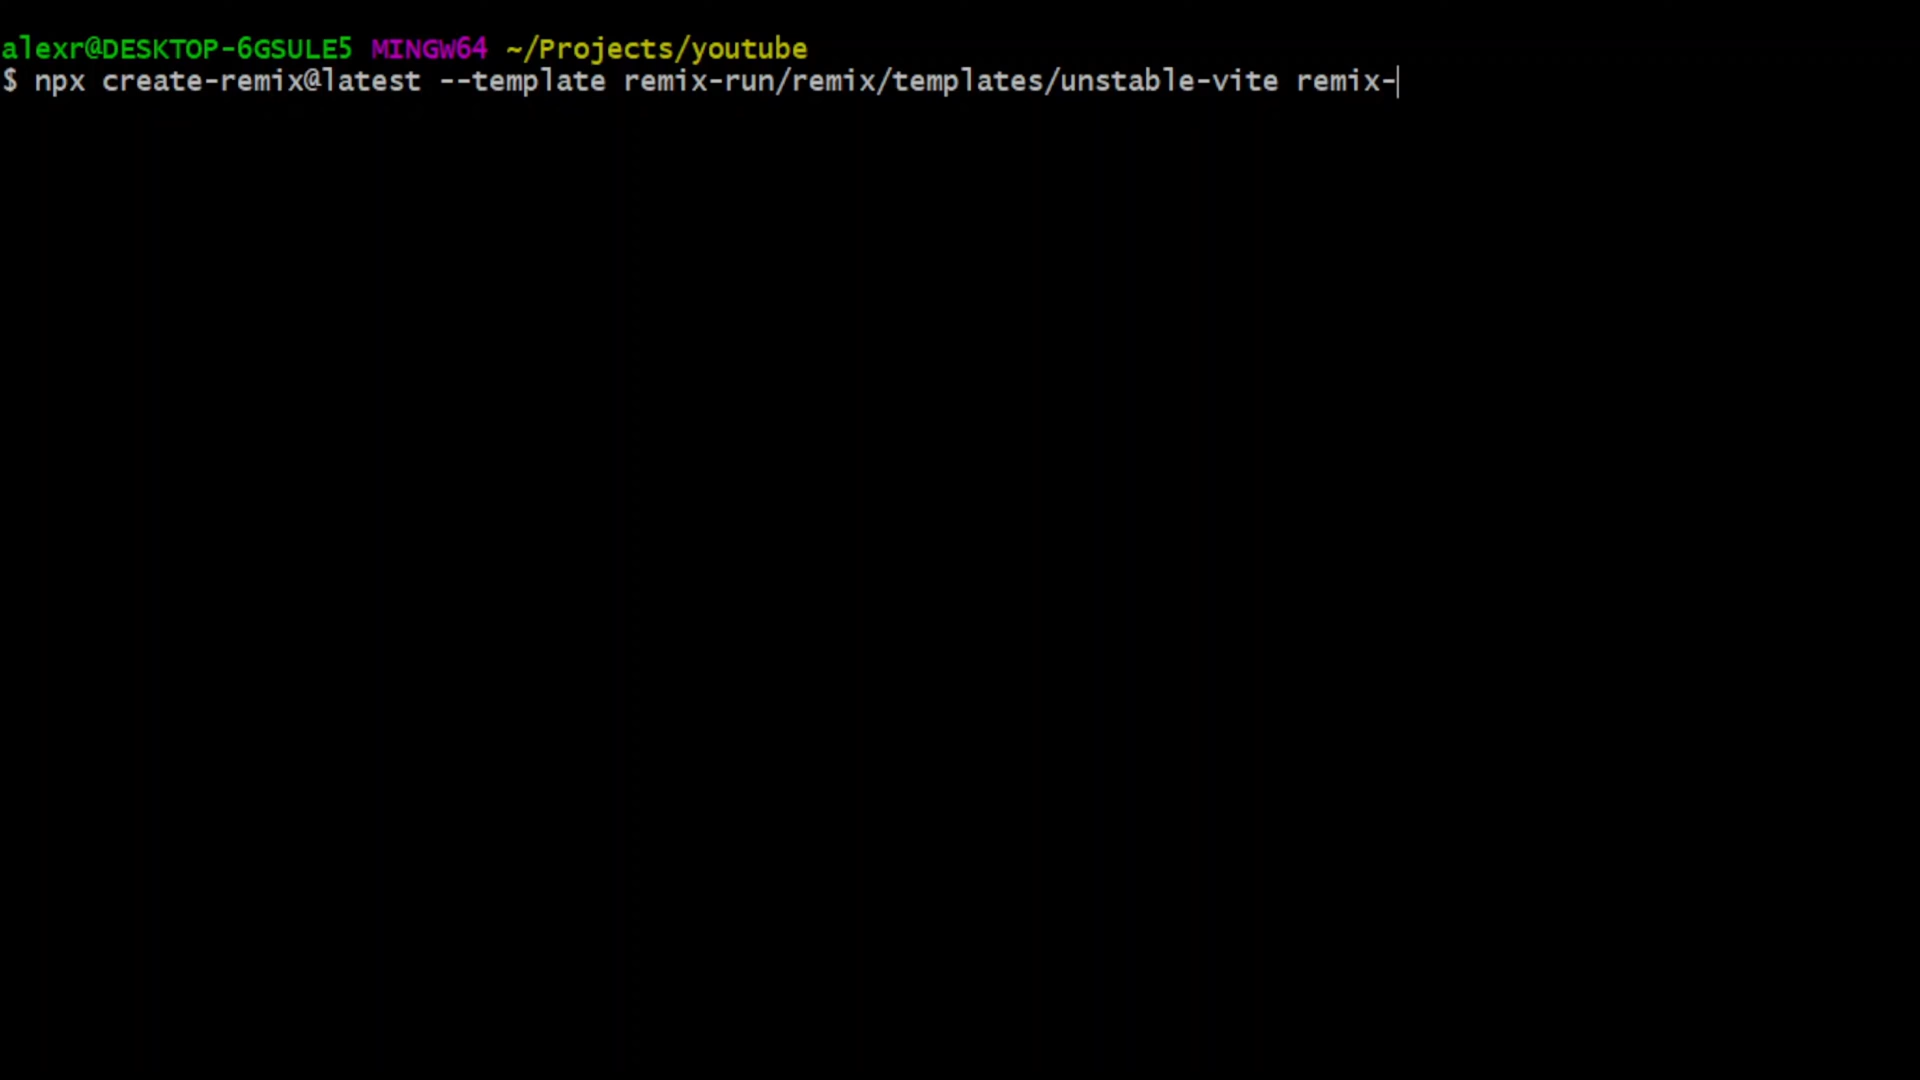 alexr@DESKTOP-6GSULE5 MINGW64 ~/Projects/youtube
$ npx create-remix@latest --template remix-run/remix/templates/unstable-vite remix-